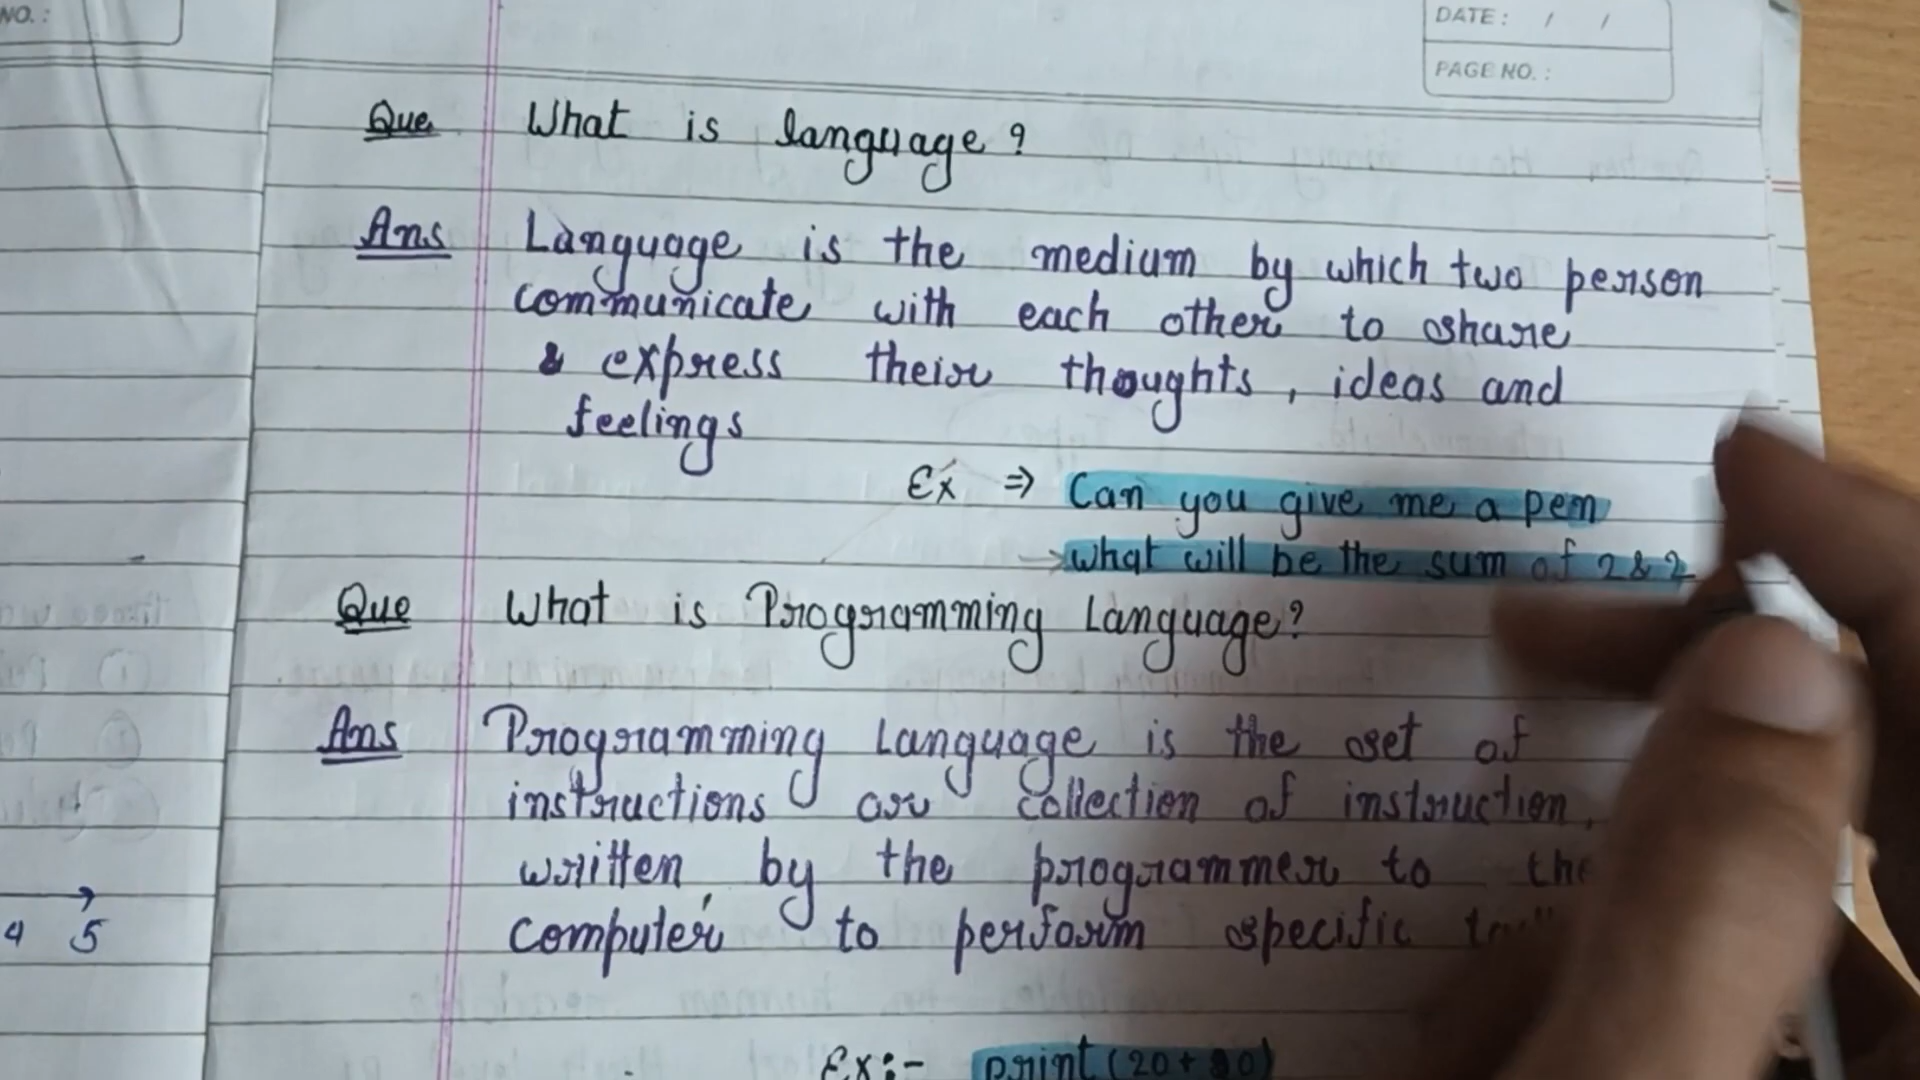 NO. :
DATE : / /
PAGE NO. :
Que What is language?
Ans Language is the medium by which two person
communicate with each other to share
& express their thoughts, ideas and
feelings
Ex ⇒ Can you give me a pen
→ what will be the sum of 2 & 2
Que What is Programming Language?
Ans Programming Language is the set of
instructions or collection of instruction,
written by the programmer to the
computer to perform specific
Ex:- print(20+
4 5